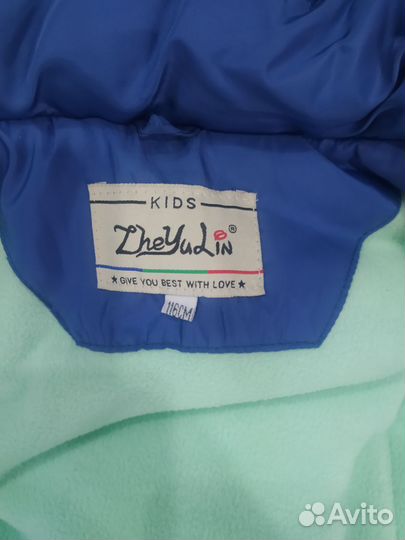 KIDS
ZheYuLin®
★ GIVE YOU BEST WITH LOVE ★
116CM
Avito